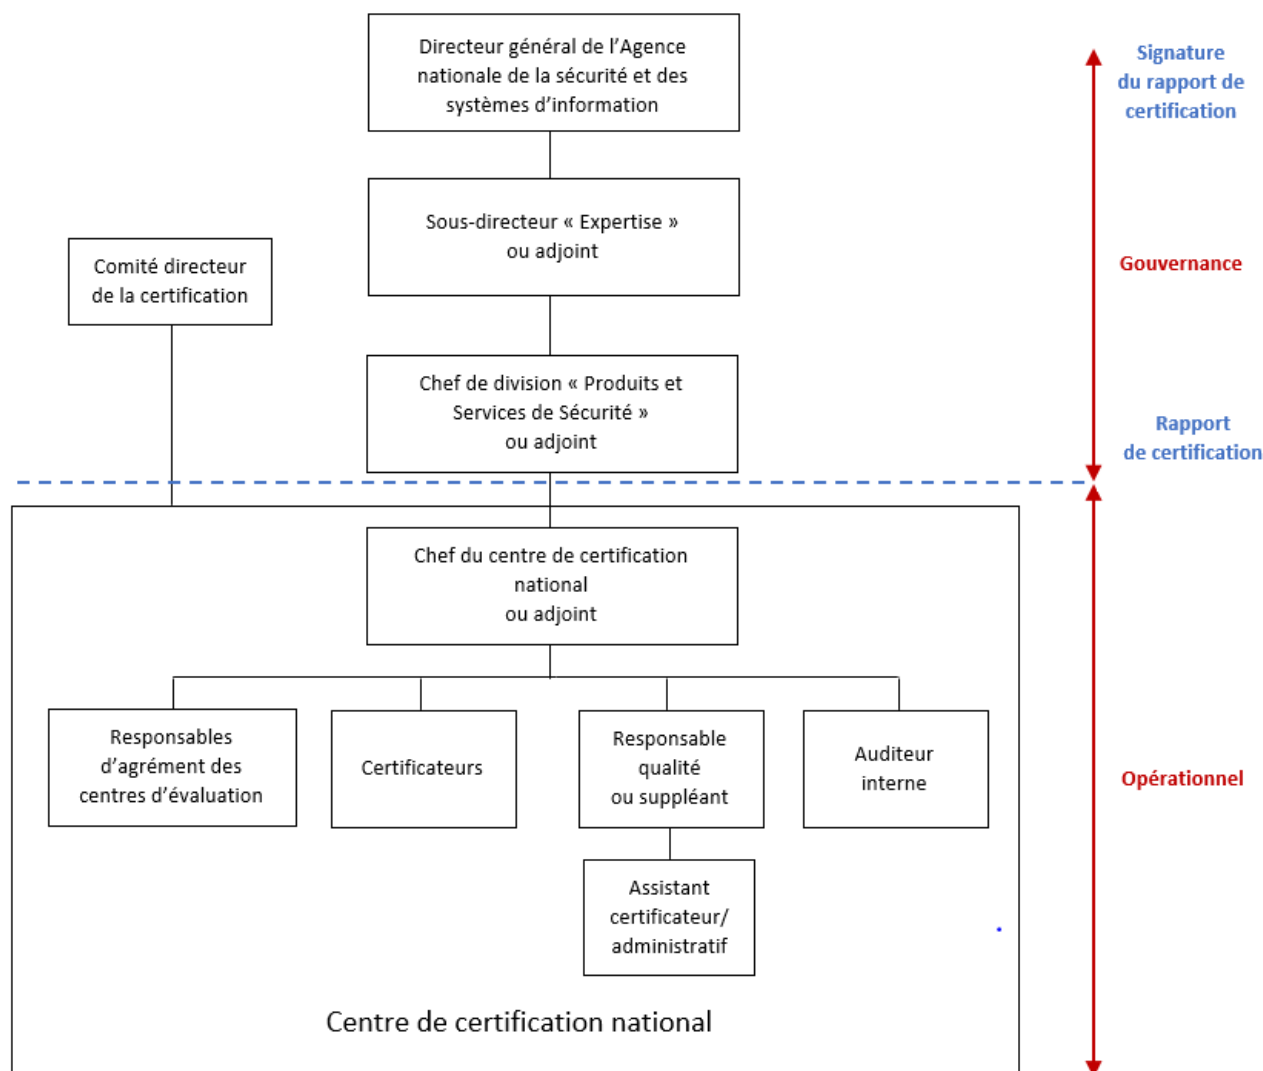 Directeur général de l’Agence
nationale de la sécurité et des
systèmes d’information
Signature
du rapport de
certification
Sous-directeur « Expertise »
ou adjoint
Comité directeur
de la certification
Gouvernance
Chef de division « Produits et
Services de Sécurité »
ou adjoint
Rapport
de certification
Chef du centre de certification
national
ou adjoint
Responsables
d’agrément des
centres d’évaluation
Certificateurs
Responsable
qualité
ou suppléant
Auditeur
interne
Opérationnel
Assistant
certificateur/
administratif
Centre de certification national